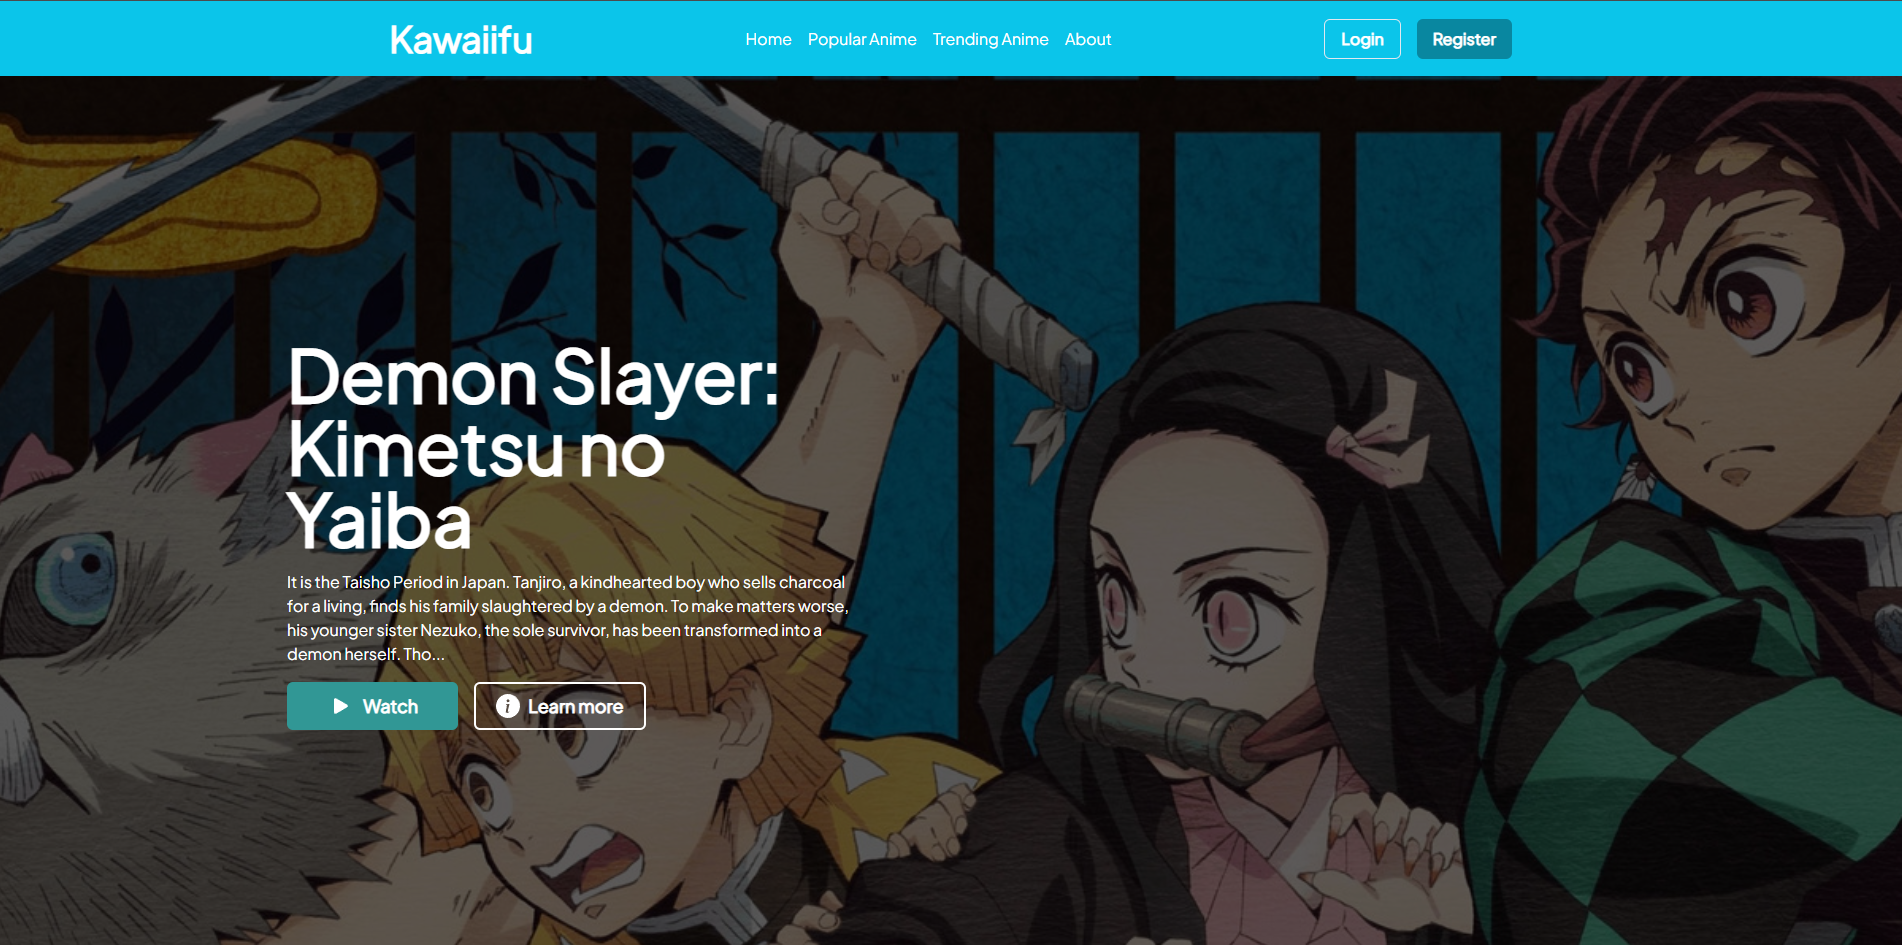 Kawaiifu
Home Popular Anime Trending Anime About
Login Register
Demon Slayer:
Kimetsu no
Yaiba
It is the Taisho Period in Japan. Tanjiro, a kindhearted boy who sells charcoal
for a living, finds his family slaughtered by a demon. To make matters worse,
his younger sister Nezuko, the sole survivor, has been transformed into a
demon herself. Tho...
Watch Learn more